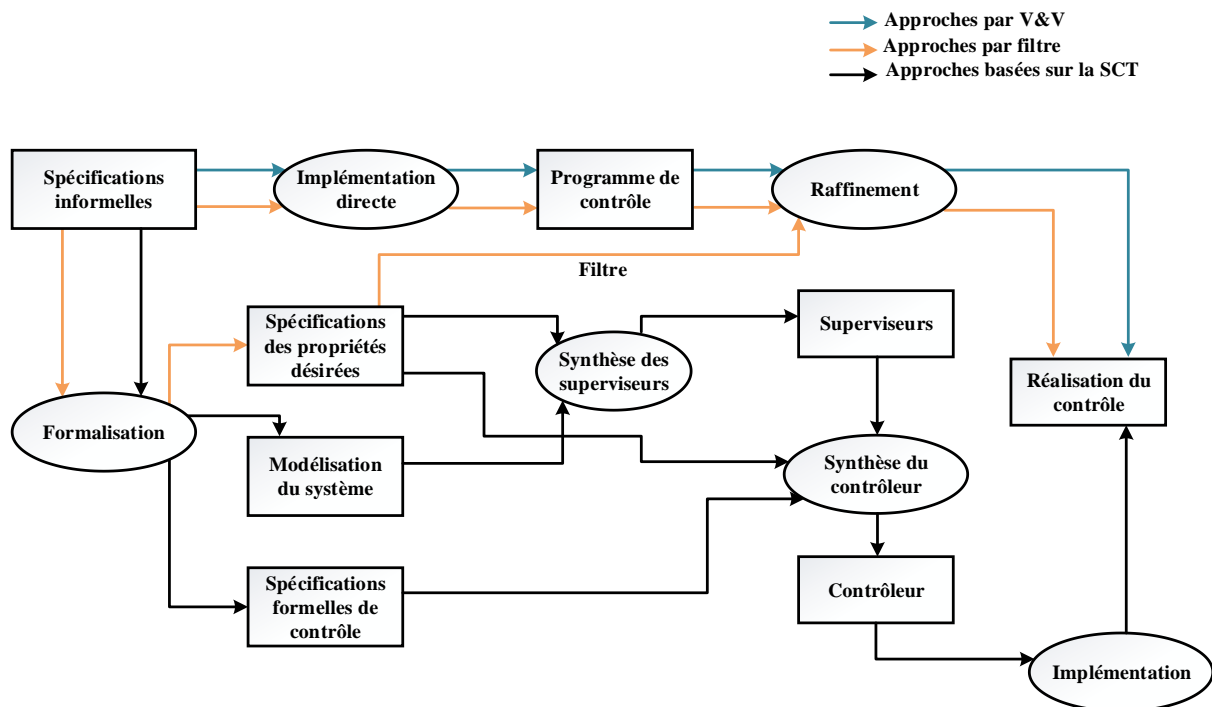 Approches par V&V
Approches par filtre
Approches basées sur la SCT
Spécifications
informelles
Implémentation
directe
Programme de
contrôle
Raffinement
Filtre
Spécifications
des propriétés
désirées
Synthèse des
superviseurs
Superviseurs
Réalisation du
contrôle
Formalisation
Modélisation
du système
Synthèse du
contrôleur
Spécifications
formelles de
contrôle
Contrôleur
Implémentation